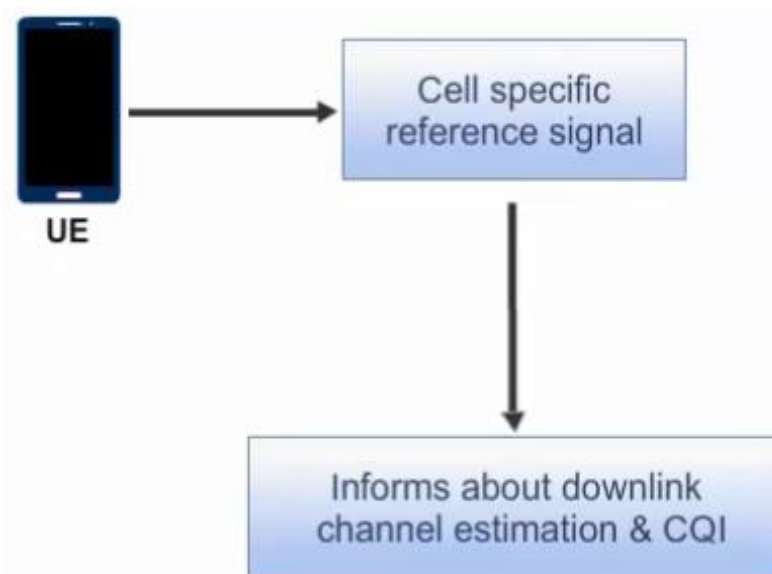 UE
Cell specific
reference signal
Informs about downlink
channel estimation & CQI